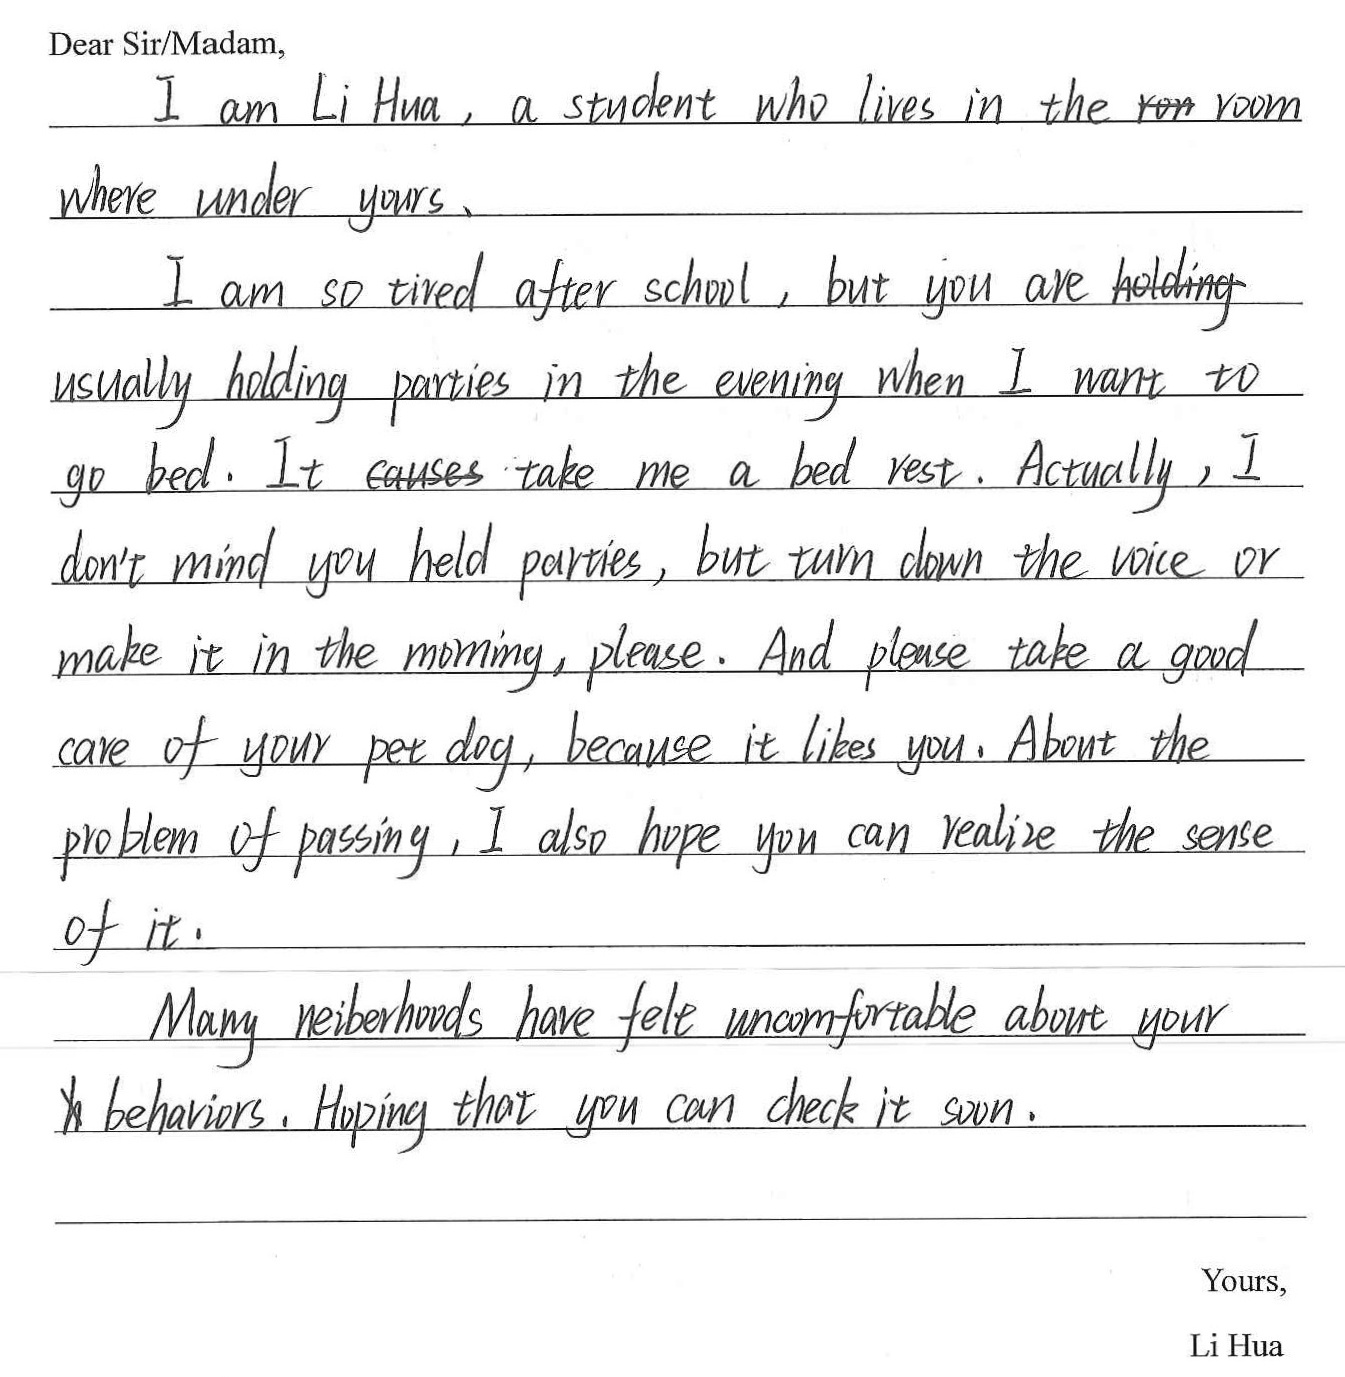 Dear Sir/Madam,
I am Li Hua, a student who lives in the room
where under yours.
I am so tired after school, but you are holding
usually holding parties in the evening when I want to
go bed. It causes take me a bed rest. Actually, I
don't mind you held parties, but turn down the voice or
make it in the morning, please. And please take a good
care of your pet dog, because it likes you. About the
problem of passing, I also hope you can realize the sense
of it.
Many neiberhoods have felt uncomfortable about your
behaviors. Hoping that you can check it soon.
Yours,
Li Hua